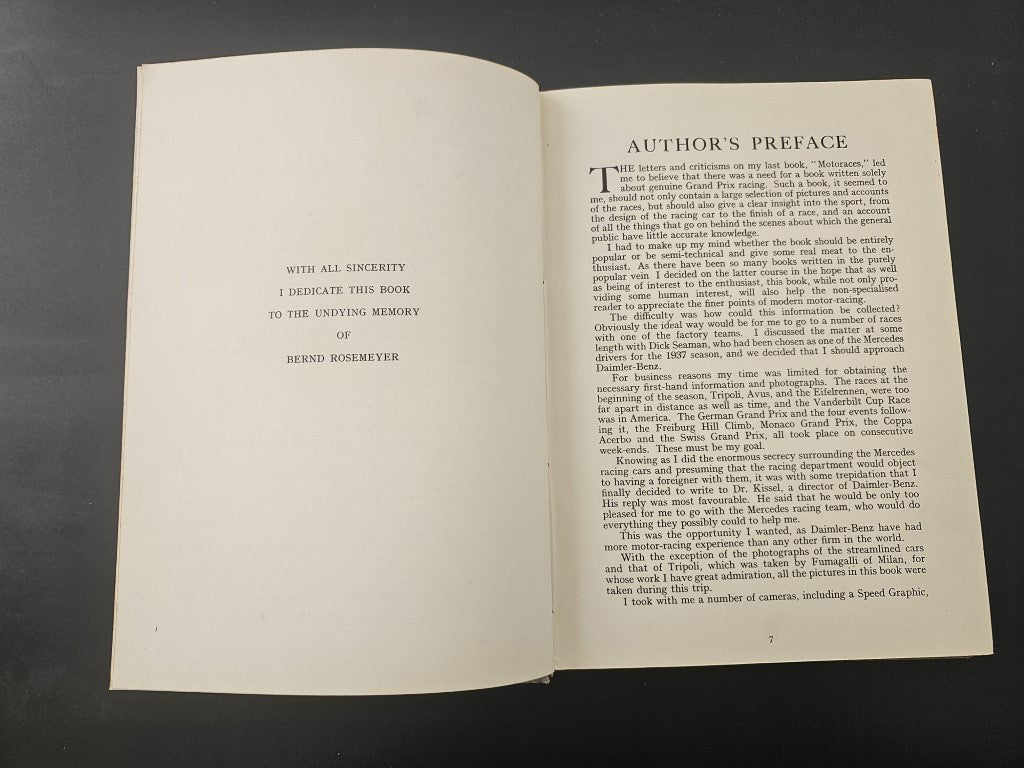 WITH ALL SINCERITY
I DEDICATE THIS BOOK
TO THE UNDYING MEMORY
OF
BERND ROSEMEYER
AUTHOR'S PREFACE
THE letters and criticisms on my last book, "Motoraces," led
me to believe that there was a need for a book written solely
about genuine Grand Prix racing. Such a book, it seemed to
me, should not only contain a large selection of pictures and accounts
of the races, but should also give a clear insight into the sport, from
the design of the racing car to the finish of a race, and an account
of all the things that go on behind the scenes about which the general
public have little accurate knowledge.
I had to make up my mind whether the book should be entirely
popular or be semi-technical and give some real meat to the en-
thusiast. As there have been so many books written in the purely
popular vein I decided on the latter course in the hope that as well
as being of interest to the enthusiast, this book, while not only pro-
viding some human interest, will also help the non-specialised
reader to appreciate the finer points of modern motor-racing.
The difficulty was how could this information be collected?
Obviously the ideal way would be for me to go to a number of races
with one of the factory teams. I discussed the matter at some
length with Dick Seaman, who had been chosen as one of the Mercedes
drivers for the 1937 season, and we decided that I should approach
Daimler-Benz.
For business reasons my time was limited for obtaining the
necessary first-hand information and photographs. The races at the
beginning of the season, Tripoli, Avus, and the Eifelrennen, were too
far apart in distance as well as time, and the Vanderbilt Cup Race
was in America. The German Grand Prix and the four events follow-
ing it, the Freiburg Hill Climb, Monaco Grand Prix, the Coppa
Acerbo and the Swiss Grand Prix, all took place on consecutive
week-ends. These must be my goal.
Knowing as I did the enormous secrecy surrounding the Mercedes
racing cars and presuming that the racing department would object
to having a foreigner with them, it was with some trepidation that I
finally decided to write to Dr. Kissel, a director of Daimler-Benz.
His reply was most favourable. He said that he would be only too
pleased for me to go with the Mercedes racing team, who would do
everything they possibly could to help me.
This was the opportunity I wanted, as Daimler-Benz have had
more motor-racing experience than any other firm in the world.
With the exception of the photographs of the streamlined cars
and that of Tripoli, which was taken by Fumagalli of Milan, for
whose work I have great admiration, all the pictures in this book were
taken during this trip.
I took with me a number of cameras, including a Speed Graphic,
7